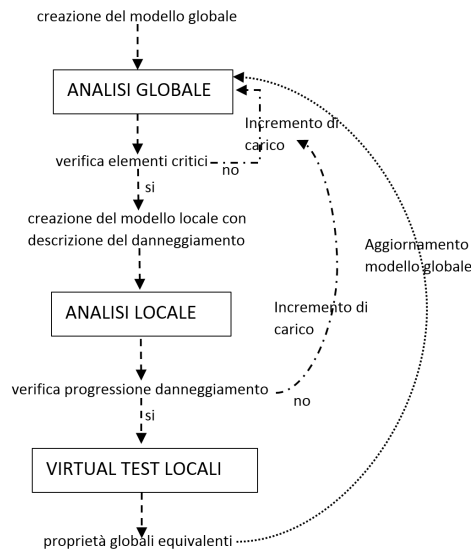 creazione del modello globale
ANALISI GLOBALE
Incremento di
carico
verifica elementi critici
no
si
creazione del modello locale con
descrizione del danneggiamento
Aggiornamento
modello globale
ANALISI LOCALE
Incremento di
carico
verifica progressione danneggiamento
no
si
VIRTUAL TEST LOCALI
proprietà globali equivalenti